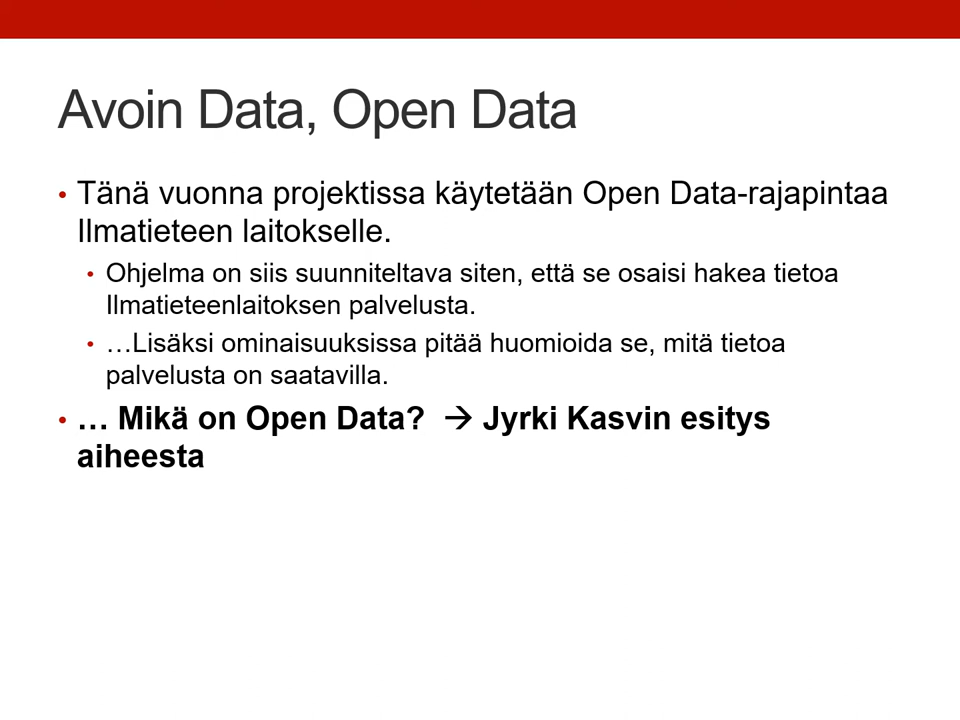 Avoin Data, Open Data
• Tänä vuonna projektissa käytetään Open Data-rajapintaa
Ilmatieteen laitokselle.
• Ohjelma on siis suunniteltava siten, että se osaisi hakea tietoa
Ilmatieteenlaitoksen palvelusta.
• …Lisäksi ominaisuuksissa pitää huomioida se, mitä tietoa
palvelusta on saatavilla.
• … Mikä on Open Data? → Jyrki Kasvin esitys
aiheesta